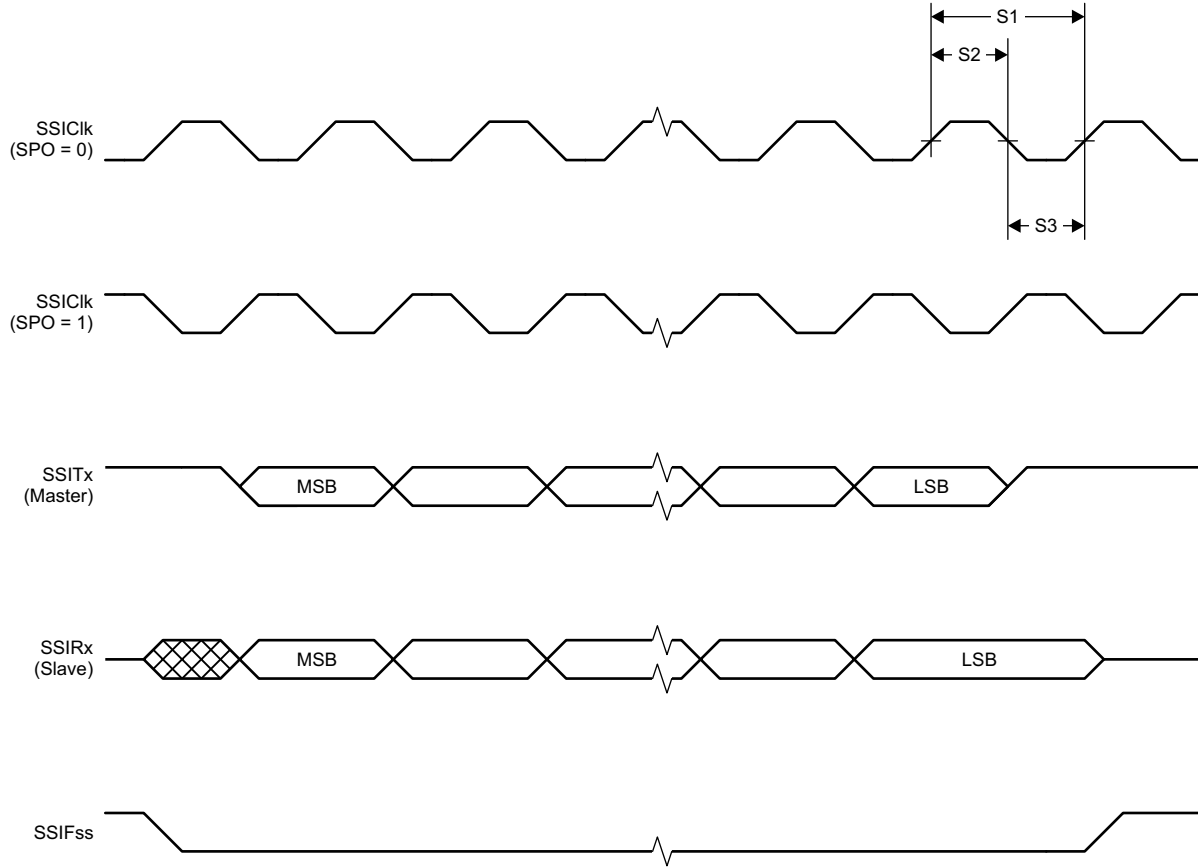 S1
S2
SSIClk
(SPO = 0)
S3
SSIClk
(SPO = 1)
SSITx
(Master)
MSB
LSB
SSIRx
(Slave)
MSB
LSB
SSIFss